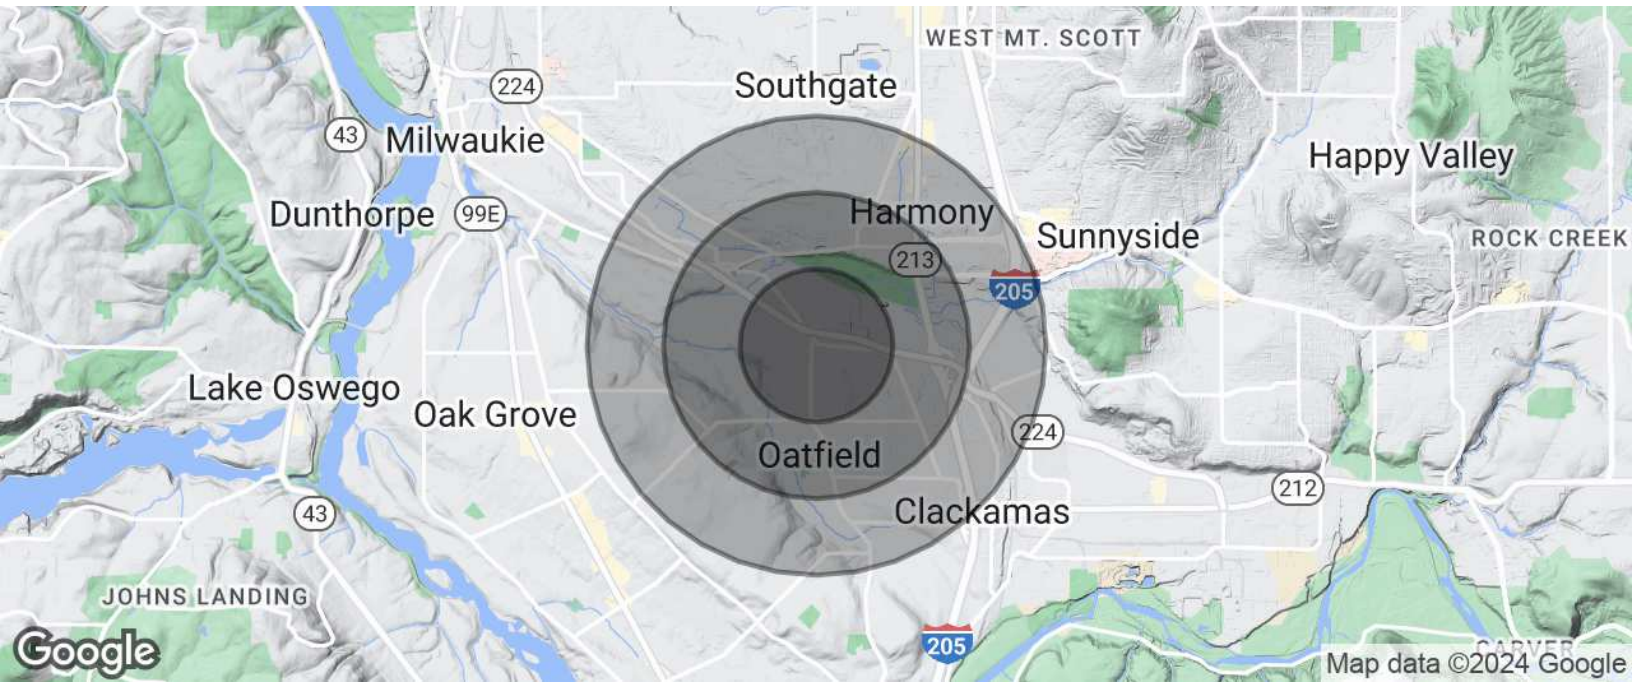 WEST MT. SCOTT
Southgate
224
43
Milwaukie
Happy Valley
Dunthorpe
99E
Harmony
Sunnyside
ROCK CREEK
213
205
Lake Oswego
Oak Grove
224
Oatfield
212
43
Clackamas
JOHNS LANDING
205
Google
CARVER
Map data ©2024 Google